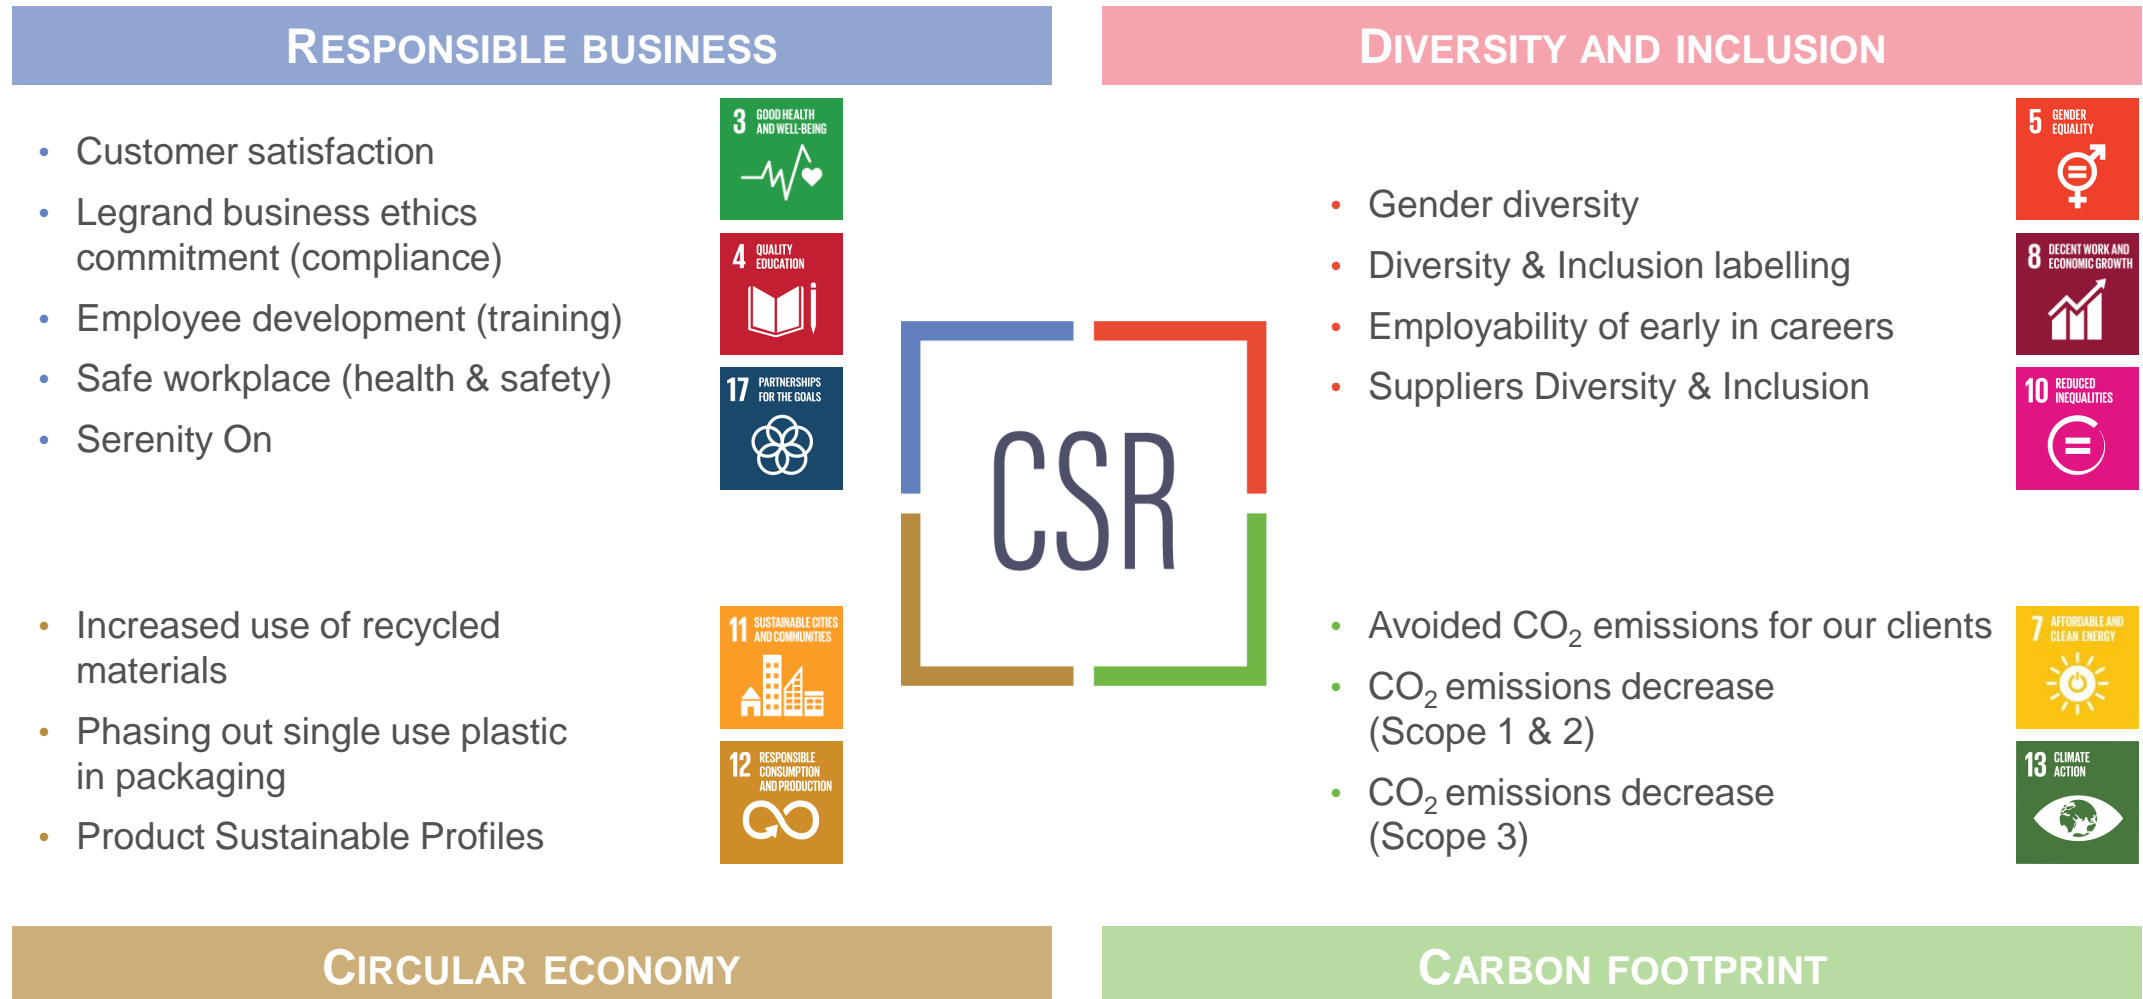 RESPONSIBLE BUSINESS
• Customer satisfaction
• Legrand business ethics
commitment (compliance)
• Employee development (training)
• Safe workplace (health & safety)
• Serenity On
3 GOOD HEALTH
AND WELL-BEING
4 QUALITY
EDUCATION
17 PARTNERSHIPS
FOR THE GOALS
DIVERSITY AND INCLUSION
• Gender diversity
• Diversity & Inclusion labelling
• Employability of early in careers
• Suppliers Diversity & Inclusion
5 GENDER
EQUALITY
8 DECENT WORK AND
ECONOMIC GROWTH
10 REDUCED
INEQUALITIES
CSR
• Increased use of recycled
materials
• Phasing out single use plastic
in packaging
• Product Sustainable Profiles
11 SUSTAINABLE CITIES
AND COMMUNITIES
12 RESPONSIBLE
CONSUMPTION
AND PRODUCTION
CIRCULAR ECONOMY
• Avoided CO₂ emissions for our clients
• CO₂ emissions decrease
(Scope 1 & 2)
• CO₂ emissions decrease
(Scope 3)
7 AFFORDABLE AND
CLEAN ENERGY
13 CLIMATE
ACTION
CARBON FOOTPRINT